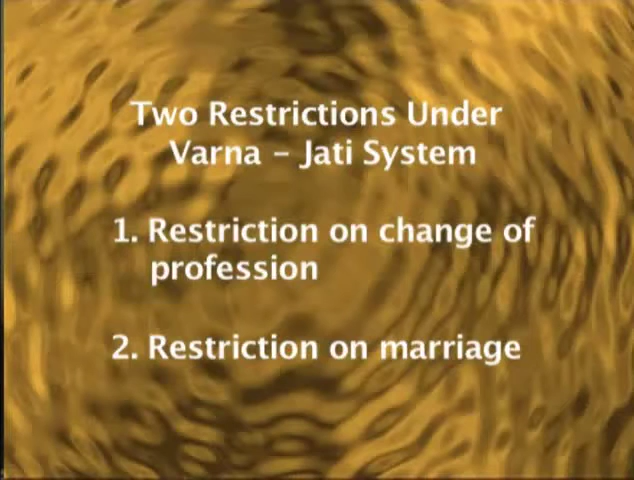 Two Restrictions Under
Varna – Jati System
1. Restriction on change of
profession
2. Restriction on marriage